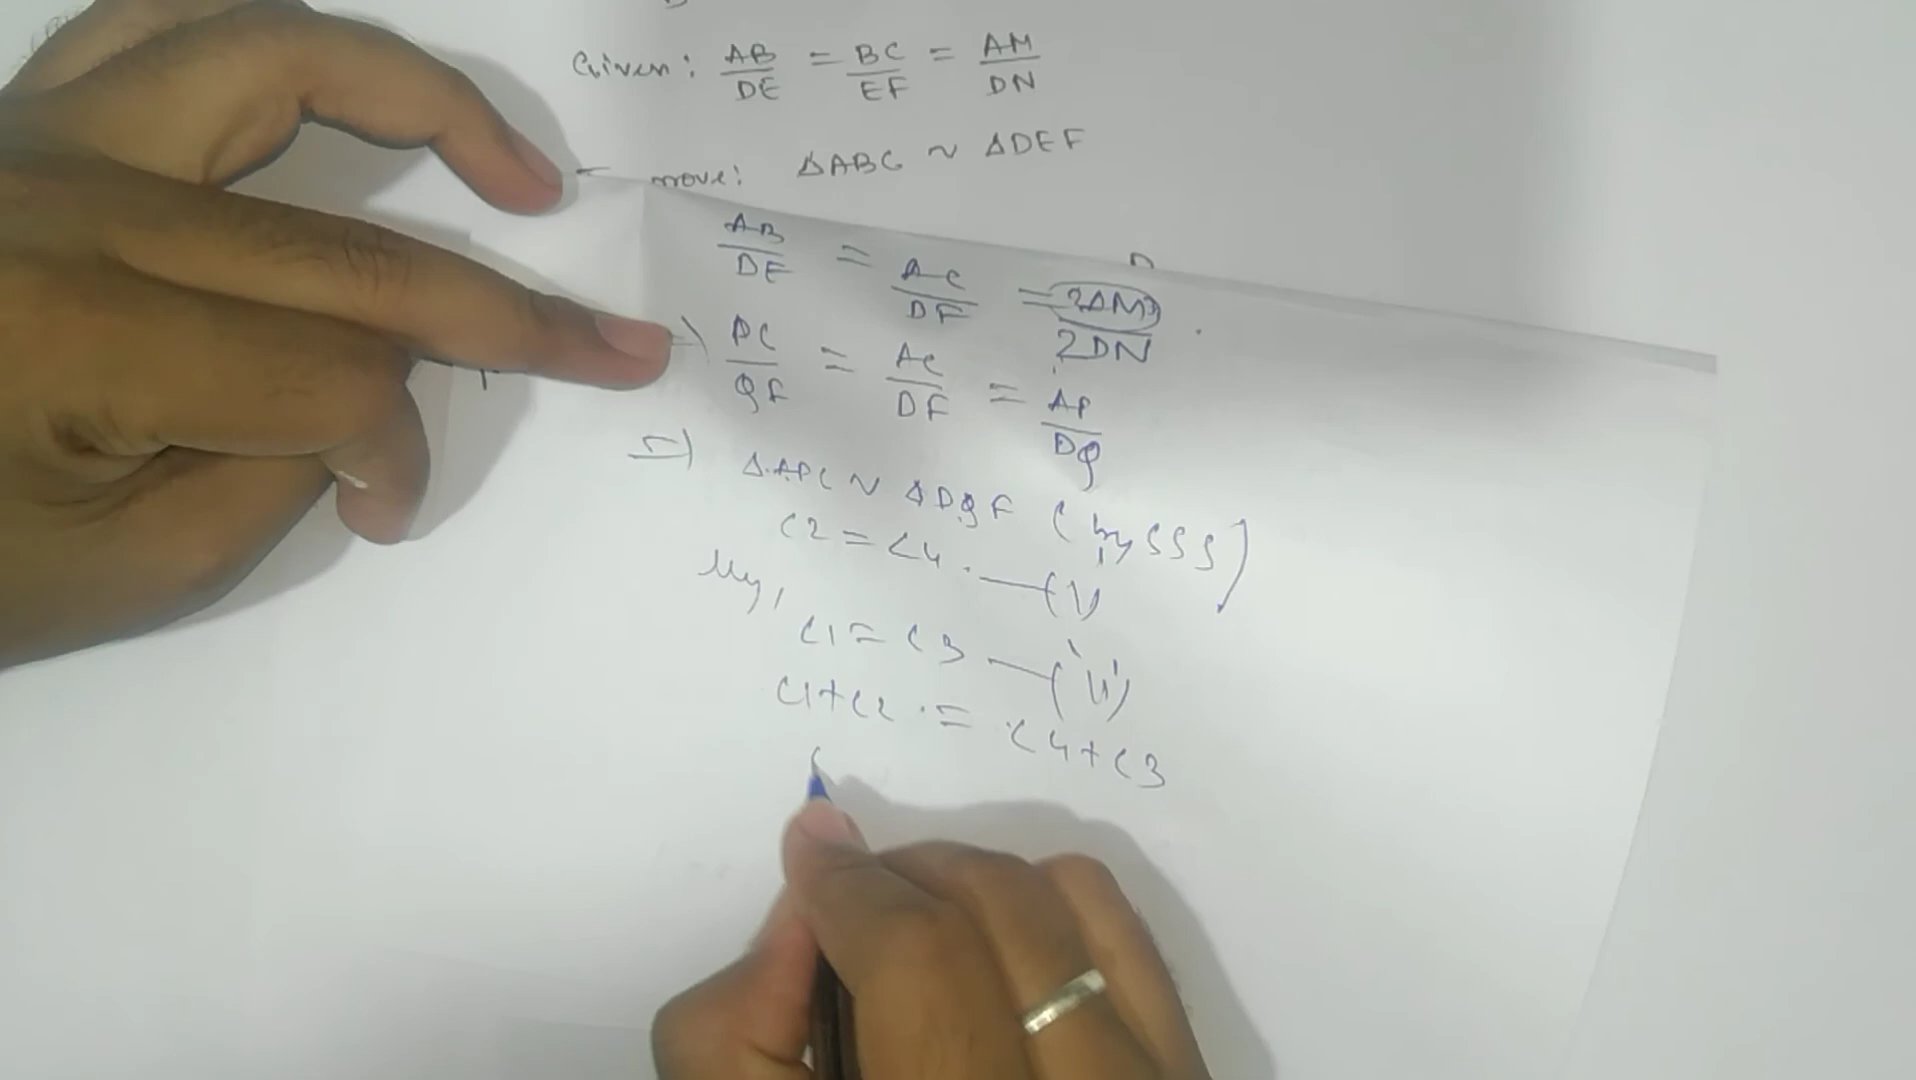 Given: AB/DE = BC/EF = AM/DN
prove: ΔABC ~ ΔDEF
AB/DE = AC/DF = 2AM/2DN
=> PC/QF = AC/DF = AP/DQ
=> ΔAPC ~ ΔDQF (by SSS)
∠2 = ∠4 . —(i)
lly,
∠1 = ∠3 —(ii)
∠1+∠2 = ∠4+∠3